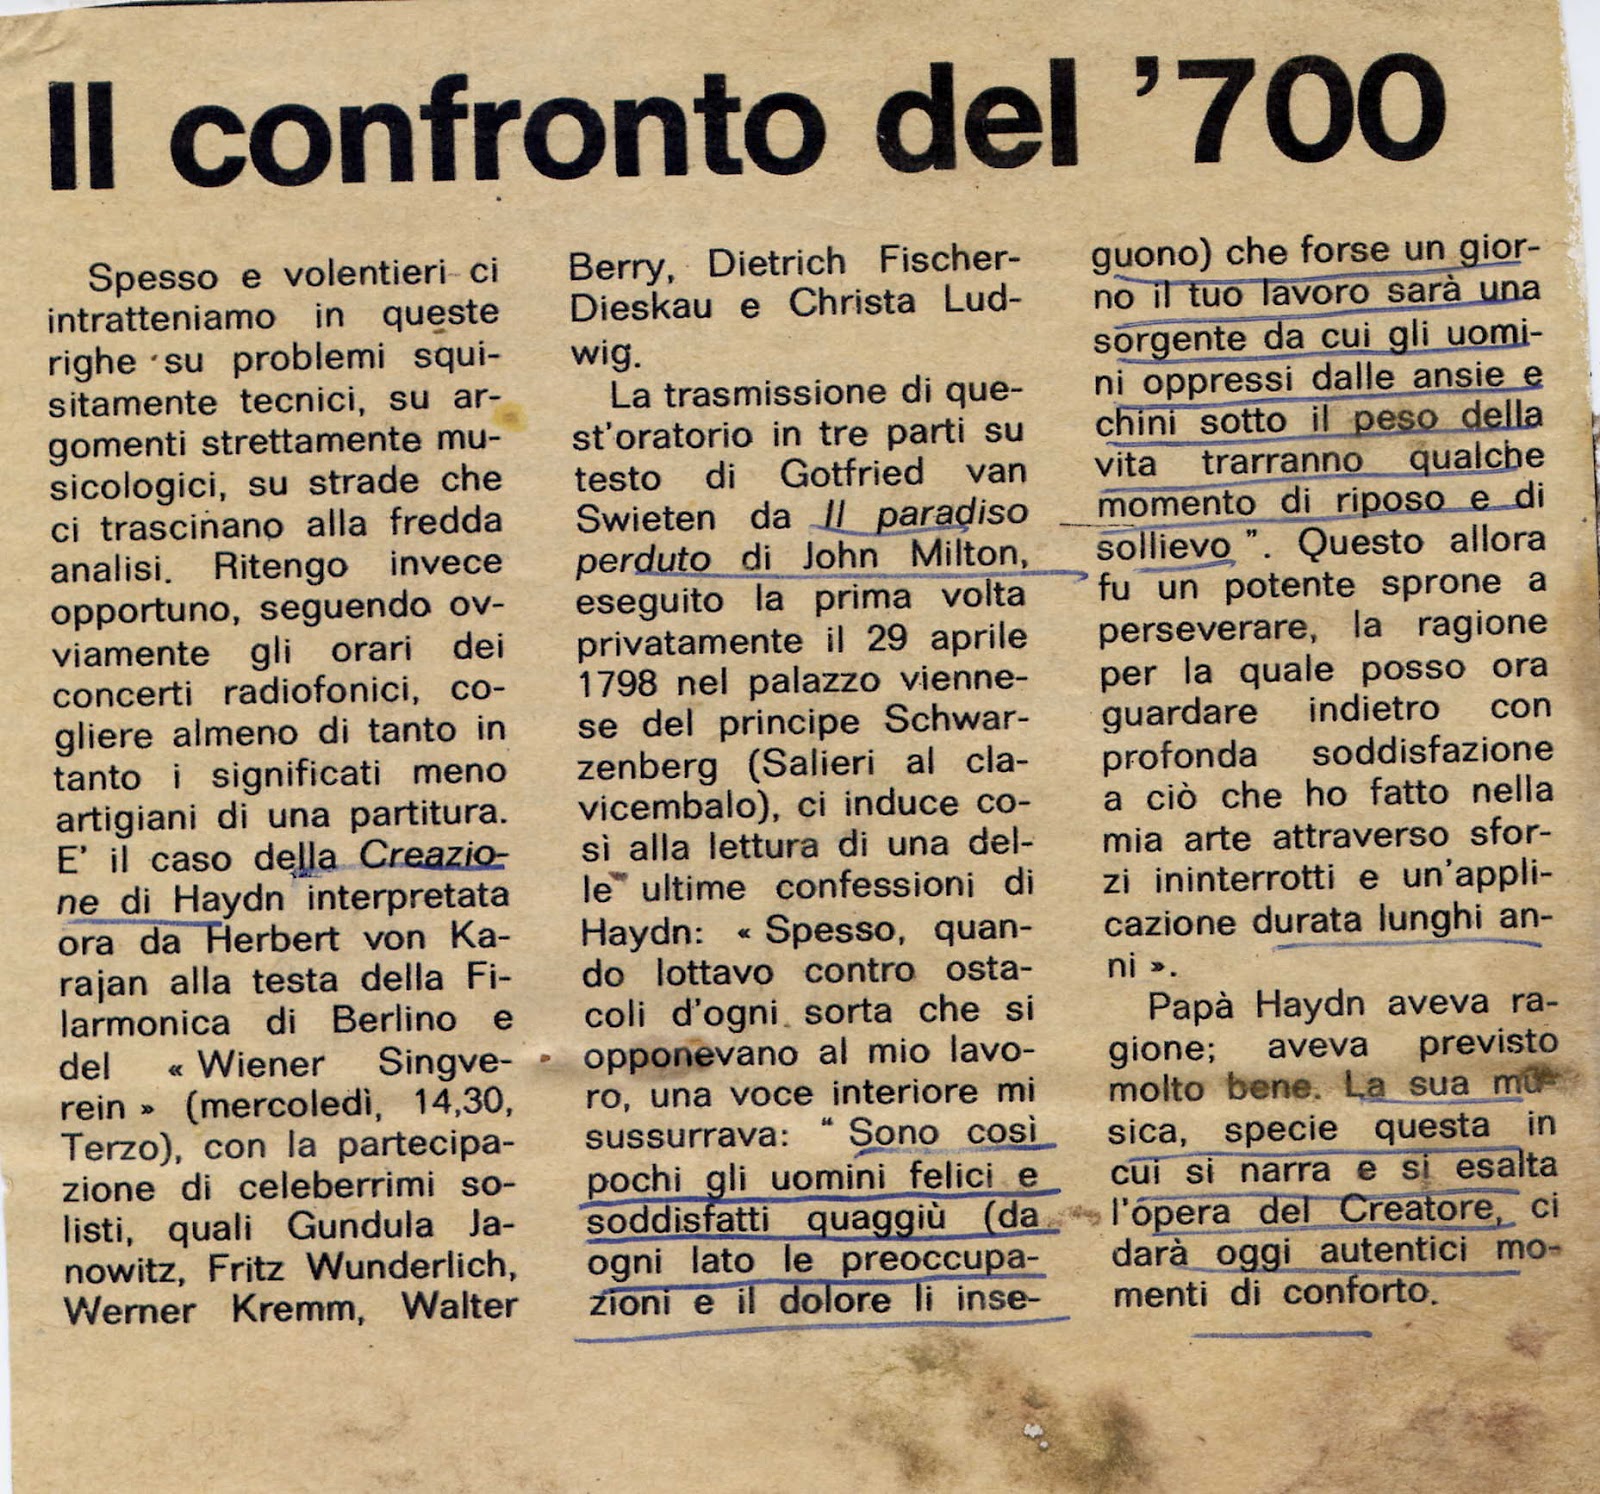 Il confronto del '700
Spesso e volentieri ci
intratteniamo in queste
righe su problemi squi-
sitamente tecnici, su ar-
gomenti strettamente mu-
sicologici, su strade che
ci trascinano alla fredda
analisi. Ritengo invece
opportuno, seguendo ov-
viamente gli orari dei
concerti radiofonici, co-
gliere almeno di tanto in
tanto i significati meno
artigiani di una partitura.
E' il caso della Creazio-
ne di Haydn interpretata
ora da Herbert von Ka-
rajan alla testa della Fi-
larmonica di Berlino e
del « Wiener Singve-
rein » (mercoledì, 14,30,
Terzo), con la partecipa-
zione di celeberrimi so-
listi, quali Gundula Ja-
nowitz, Fritz Wunderlich,
Werner Kremm, Walter
Berry, Dietrich Fischer-
Dieskau e Christa Lud-
wig.
La trasmissione di que-
st'oratorio in tre parti su
testo di Gotfried van
Swieten da Il paradiso
perduto di John Milton,
eseguito la prima volta
privatamente il 29 aprile
1798 nel palazzo vienne-
se del principe Schwar-
zenberg (Salieri al cla-
vicembalo), ci induce co-
sì alla lettura di una del-
le ultime confessioni di
Haydn: « Spesso, quan-
do lottavo contro osta-
coli d'ogni sorta che si
opponevano al mio lavo-
ro, una voce interiore mi
sussurrava: " Sono così
pochi gli uomini felici e
soddisfatti quaggiù (da
ogni lato le preoccupa-
zioni e il dolore li inse-
guono) che forse un gior-
no il tuo lavoro sarà una
sorgente da cui gli uomi-
ni oppressi dalle ansie e
chini sotto il peso della
vita trarranno qualche
momento di riposo e di
sollievo ". Questo allora
fu un potente sprone a
perseverare, la ragione
per la quale posso ora
guardare indietro con
profonda soddisfazione
a ciò che ho fatto nella
mia arte attraverso sfor-
zi ininterrotti e un'appli-
cazione durata lunghi an-
ni ».
Papà Haydn aveva ra-
gione; aveva previsto
molto bene. La sua mu-
sica, specie questa in
cui si narra e si esalta
l'opera del Creatore, ci
darà oggi autentici mo-
menti di conforto.